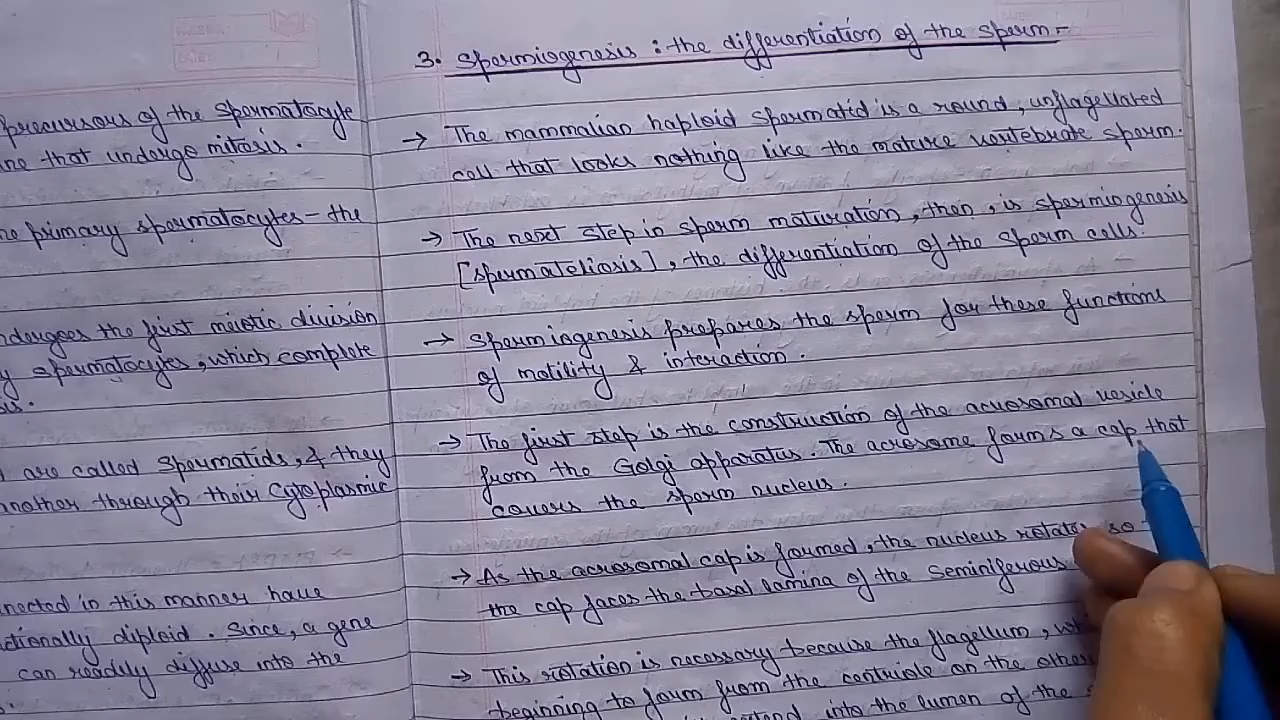 precursors of the spermatocyte
that undergo mitosis.
primary spermatocytes - the
the first meiotic division
spermatocytes, which complete
are called spermatids, & they
through their cytoplasmic
in this manner have
diploid. Since, a gene
can readily diffuse into the
3. Spermiogenesis : the differentiation of the sperm -
→ The mammalian haploid spermatid is a round, unflagellated
cell that looks nothing like the mature vertebrate sperm.
→ The next step in sperm maturation, then, is spermiogenesis
[spermateliosis], the differentiation of the sperm cells.
→ Spermiogenesis prepares the sperm for these functions
of motility & interaction.
→ The first step is the construction of the acrosomal vesicle
from the Golgi apparatus. The acrosome forms a cap that
covers the sperm nucleus.
→ As the acrosomal cap is formed, the nucleus rotates so
the cap faces the basal lamina of the seminiferous
→ This rotation is necessary because the flagellum,
beginning to form from the centriole on the other
extend into the lumen of the